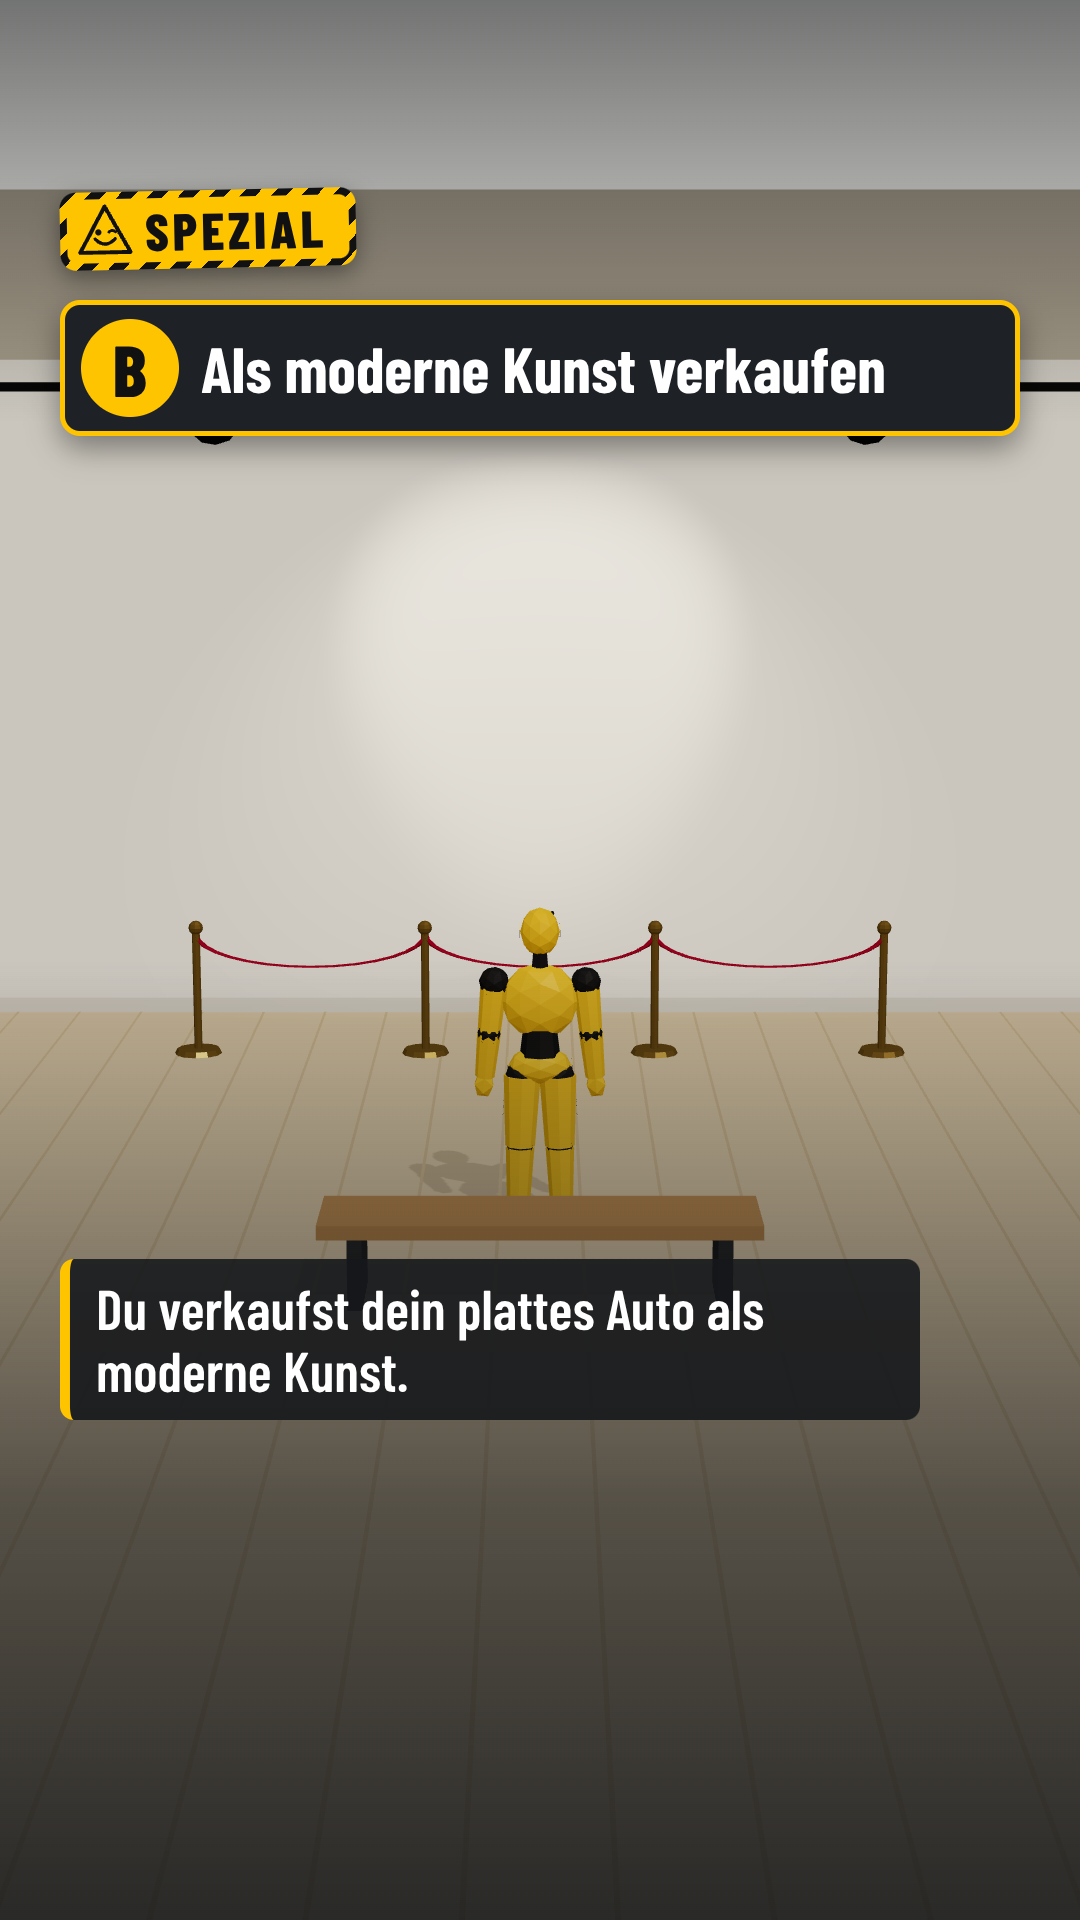 SPEZIAL
B Als moderne Kunst verkaufen
Du verkaufst dein plattes Auto als
moderne Kunst.